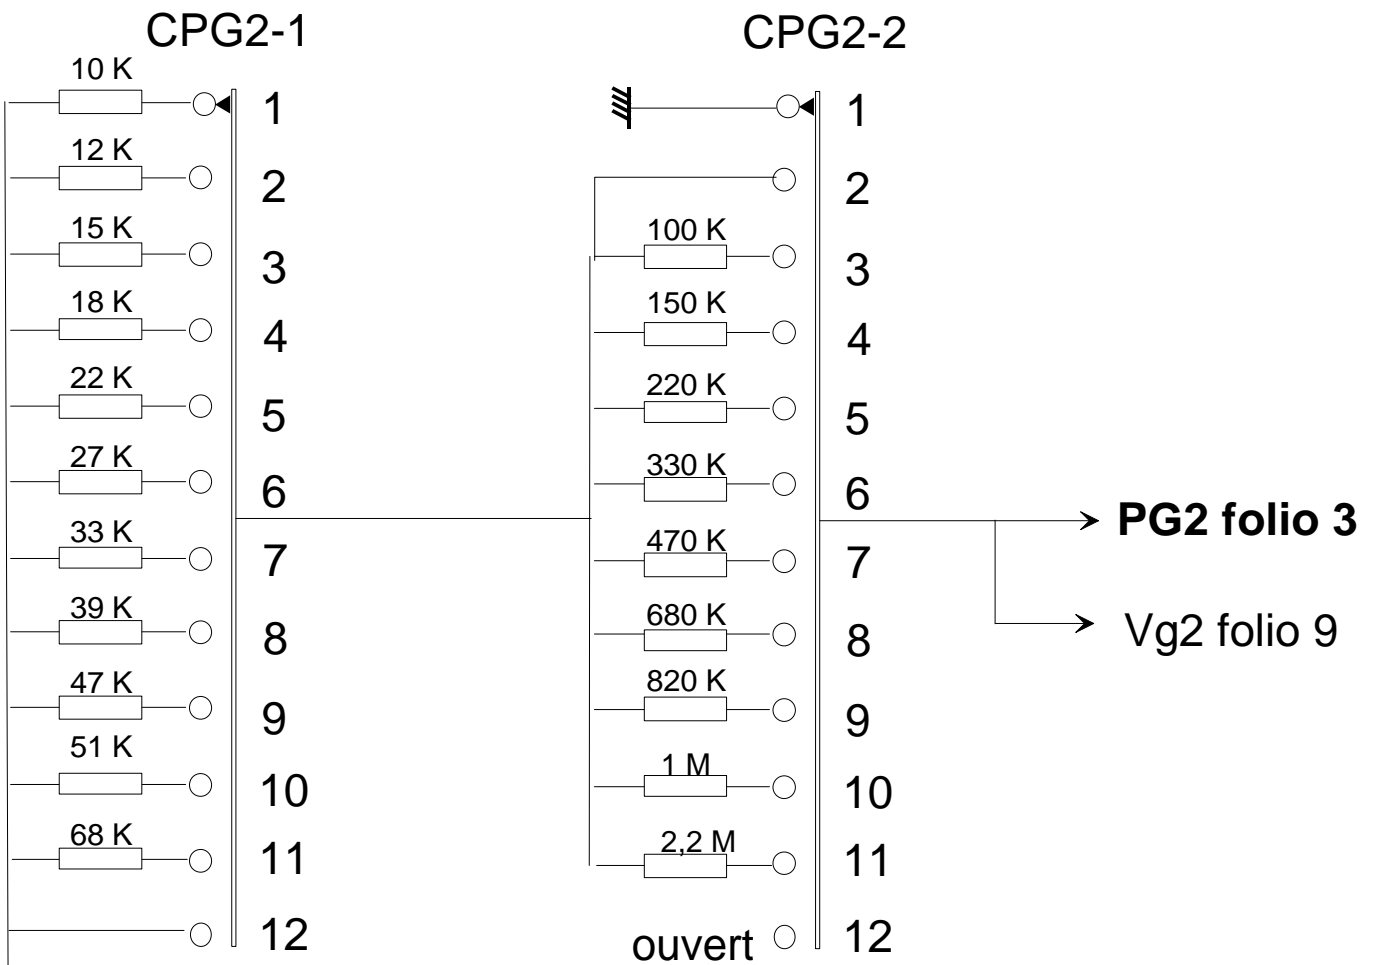 CPG2-1
10 K
1
12 K
2
15 K
3
18 K
4
22 K
5
27 K
6
33 K
7
39 K
8
47 K
9
51 K
10
68 K
11
12
CPG2-2
1
2
100 K
3
150 K
4
220 K
5
330 K
6
470 K
7
680 K
8
820 K
9
1 M
10
2,2 M
11
ouvert
12
PG2 folio 3
Vg2 folio 9